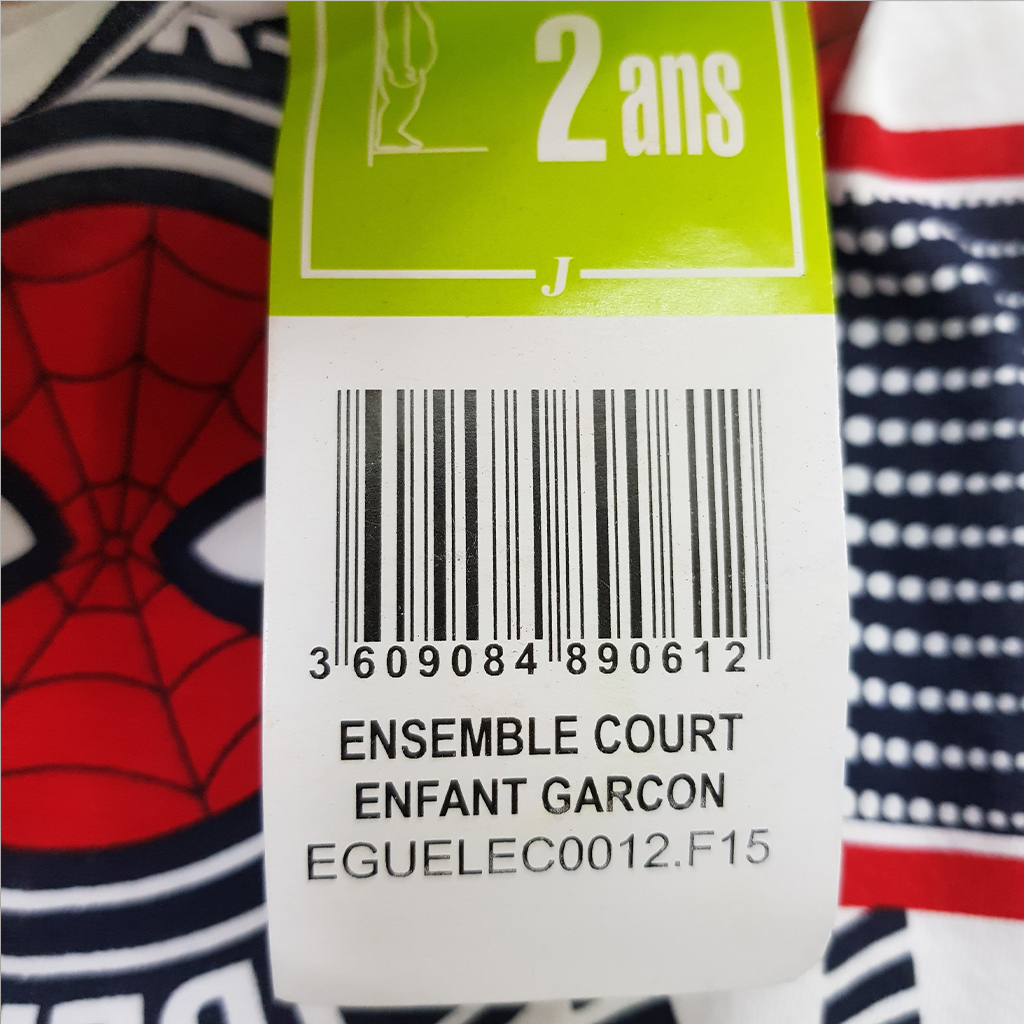 2 ans
J
3 609084 890612
ENSEMBLE COURT
ENFANT GARCON
EGUELEC0012.F15